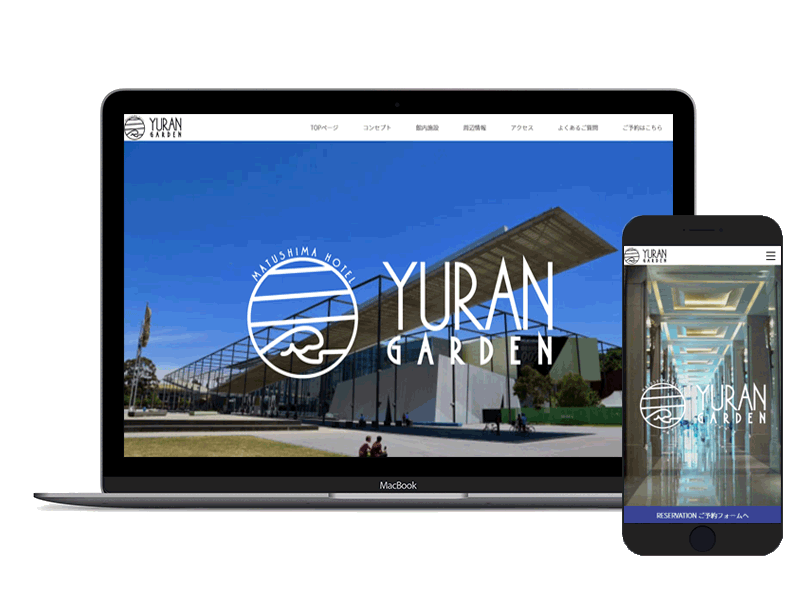 YURAN
GARDEN
TOPページ コンセプト 館内施設 周辺情報 アクセス よくあるご質問 ご予約はこちら
MATUSHIMA HOTEL
YURAN
GARDEN
MacBook
YURAN
GARDEN
YURAN
GARDEN
RESERVATION ご予約フォームへ